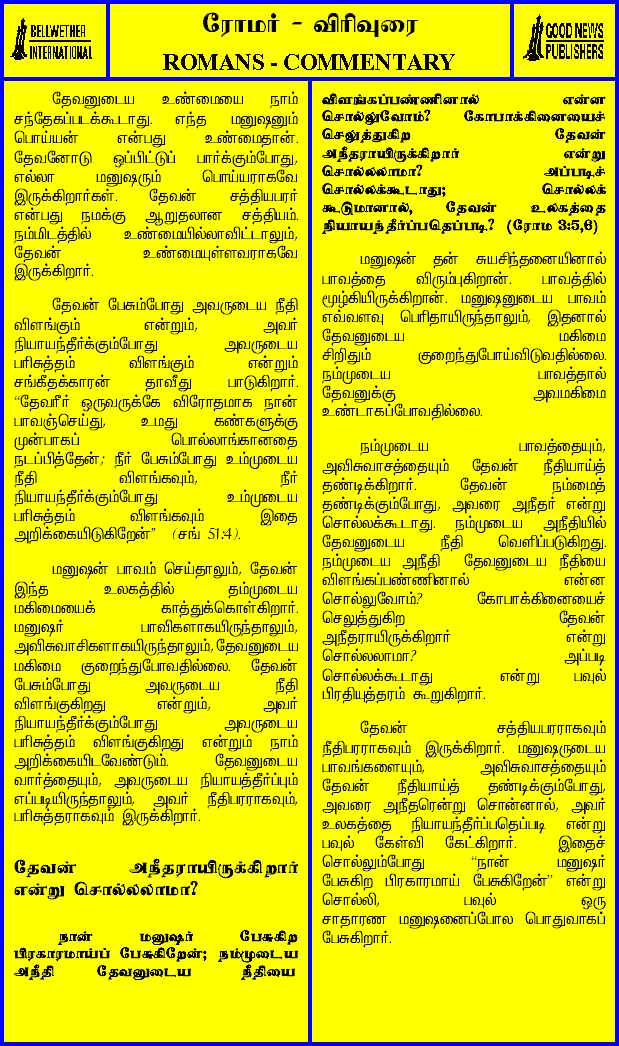 BELLWETHER
INTERNATIONAL
ரோமர் - விரிவுரை
ROMANS - COMMENTARY
GOOD NEWS
PUBLISHERS
தேவனுடைய உண்மையை நாம்
சந்தேகப்படக்கூடாது. எந்த மனுஷனும்
பொய்யன் என்பது உண்மைதான்.
தேவனோடு ஒப்பிட்டுப் பார்க்கும்போது,
எல்லா மனுஷரும் பொய்யராகவே
இருக்கிறார்கள். தேவன் சத்தியபரர்
என்பது நமக்கு ஆறுதலான சத்தியம்.
நம்மிடத்தில் உண்மையில்லாவிட்டாலும்,
தேவன் உண்மையுள்ளவராகவே
இருக்கிறார்.
தேவன் பேசும்போது அவருடைய நீதி
விளங்கும் என்றும், அவர்
நியாயந்தீர்க்கும்போது அவருடைய
பரிசுத்தம் விளங்கும் என்றும்
சங்கீதக்காரன் தாவீது பாடுகிறார்.
“தேவரீர் ஒருவருக்கே விரோதமாக நான்
பாவஞ்செய்து, உமது கண்களுக்கு
முன்பாகப் பொல்லாங்கானதை
நடப்பித்தேன்; நீர் பேசும்போது உம்முடைய
நீதி விளங்கவும், நீர்
நியாயந்தீர்க்கும்போது உம்முடைய
பரிசுத்தம் விளங்கவும் இதை
அறிக்கையிடுகிறேன்” (சங் 51:4).
மனுஷன் பாவம் செய்தாலும், தேவன்
இந்த உலகத்தில் தம்முடைய
மகிமையைக் காத்துக்கொள்கிறார்.
மனுஷர் பாவிகளாகயிருந்தாலும்,
அவிசுவாசிகளாகயிருந்தாலும், தேவனுடைய
மகிமை குறைந்துபோவதில்லை. தேவன்
பேசும்போது அவருடைய நீதி
விளங்குகிறது என்றும், அவர்
நியாயந்தீர்க்கும்போது அவருடைய
பரிசுத்தம் விளங்குகிறது என்றும் நாம்
அறிக்கையிடவேண்டும். தேவனுடைய
வார்த்தையும், அவருடைய நியாயத்தீர்ப்பும்
எப்படியிருந்தாலும், அவர் நீதிபரராகவும்,
பரிசுத்தராகவும் இருக்கிறார்.
தேவன் அநீதராயிருக்கிறார்
என்று சொல்லலாமா?
நான் மனுஷர் பேசுகிற
பிரகாரமாய்ப் பேசுகிறேன்; நம்முடைய
அநீதி தேவனுடைய நீதியை
விளங்கப்பண்ணினால் என்ன
சொல்லுவோம்? கோபாக்கினையைச்
செலுத்துகிற தேவன்
அநீதராயிருக்கிறார் என்று
சொல்லலாமா? அப்படிச்
சொல்லக்கூடாது; சொல்லக்
கூடுமானால், தேவன் உலகத்தை
நியாயந்தீர்ப்பதெப்படி? (ரோம 3:5,6)
மனுஷன் தன் சுயசிந்தனையினால்
பாவத்தை விரும்புகிறான். பாவத்தில்
மூழ்கியிருக்கிறான். மனுஷனுடைய பாவம்
எவ்வளவு பெரிதாயிருந்தாலும், இதனால்
தேவனுடைய மகிமை
சிறிதும் குறைந்துபோய்விடுவதில்லை.
நம்முடைய பாவத்தால்
தேவனுக்கு அவமகிமை
உண்டாகப்போவதில்லை.
நம்முடைய பாவத்தையும்,
அவிசுவாசத்தையும் தேவன் நீதியாய்த்
தண்டிக்கிறார். தேவன் நம்மைத்
தண்டிக்கும்போது, அவரை அநீதர் என்று
சொல்லக்கூடாது. நம்முடைய அநீதியில்
தேவனுடைய நீதி வெளிப்படுகிறது.
நம்முடைய அநீதி தேவனுடைய நீதியை
விளங்கப்பண்ணினால் என்ன
சொல்லுவோம்? கோபாக்கினையைச்
செலுத்துகிற தேவன்
அநீதராயிருக்கிறார் என்று
சொல்லலாமா? அப்படி
சொல்லக்கூடாது என்று பவுல்
பிரதியுத்தரம் கூறுகிறார்.
தேவன் சத்தியபரராகவும்
நீதிபரராகவும் இருக்கிறார். மனுஷருடைய
பாவங்களையும், அவிசுவாசத்தையும்
தேவன் நீதியாய்த் தண்டிக்கும்போது,
அவரை அநீதரென்று சொன்னால், அவர்
உலகத்தை நியாயந்தீர்ப்பதெப்படி என்று
பவுல் கேள்வி கேட்கிறார். இதைச்
சொல்லும்போது “நான் மனுஷர்
பேசுகிற பிரகாரமாய் பேசுகிறேன்” என்று
சொல்லி, பவுல் ஒரு
சாதாரண மனுஷனைப்போல பொதுவாகப்
பேசுகிறார்.